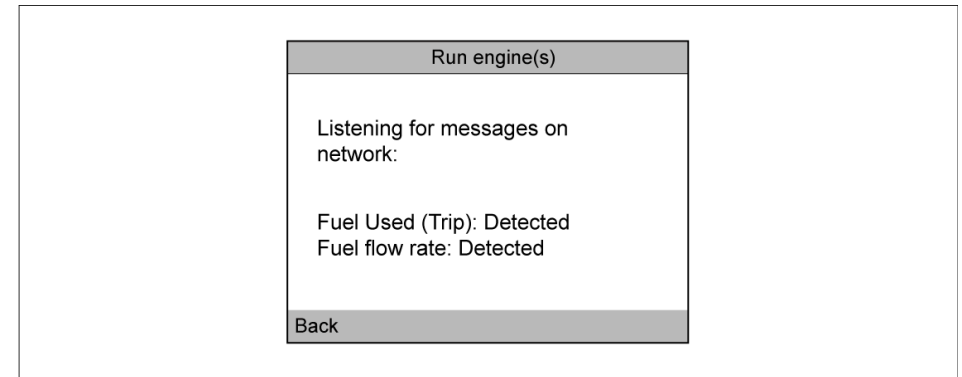 Run engine(s)
Listening for messages on
network:
Fuel Used (Trip): Detected
Fuel flow rate: Detected
Back